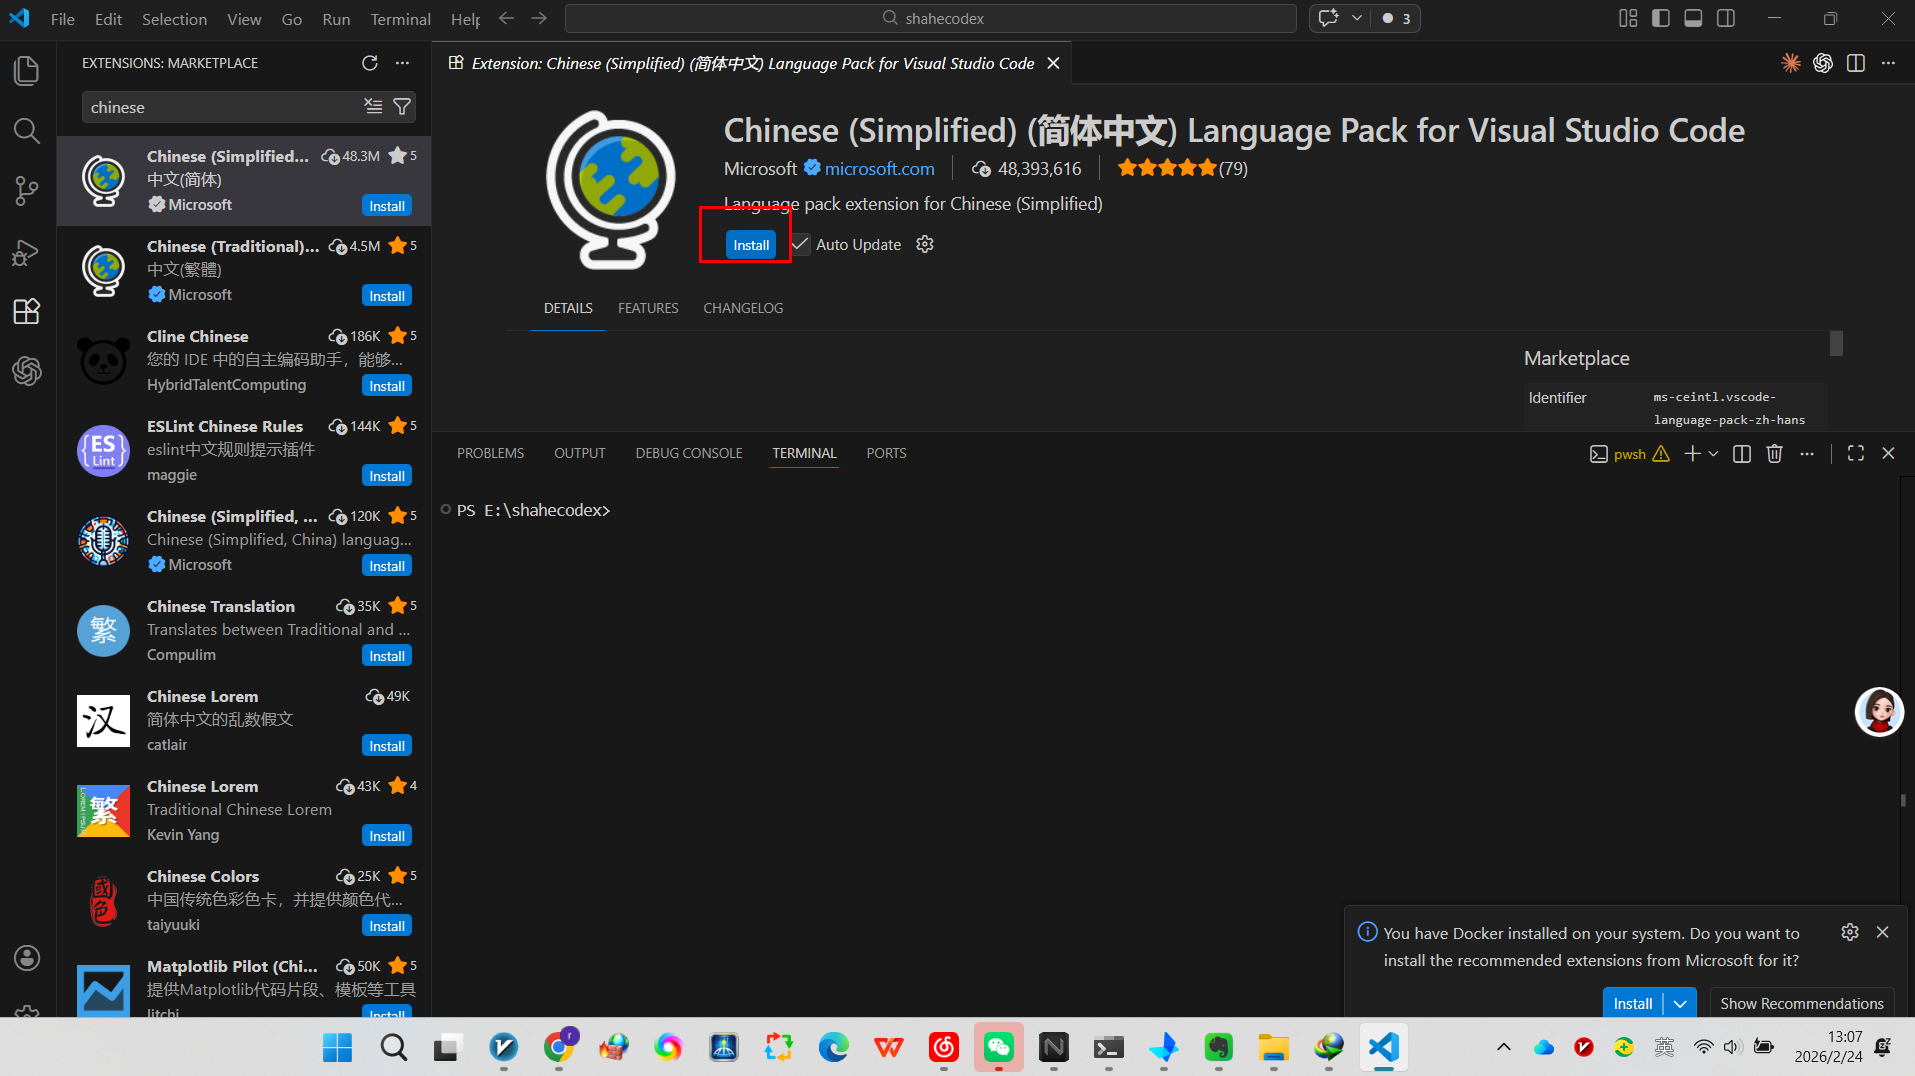 File Edit Selection View Go Run Terminal Help
shahecodex
3
EXTENSIONS: MARKETPLACE
chinese
Chinese (Simplified... 48.3M 5
中文(简体)
Microsoft Install
Chinese (Traditional)... 4.5M 5
中文(繁體)
Microsoft Install
Cline Chinese 186K 5
您的 IDE 中的自主编码助手，能够...
HybridTalentComputing Install
ESLint Chinese Rules 144K 5
eslint中文规则提示插件
maggie Install
{ES}
Lint
Chinese (Simplified, ... 120K 5
Chinese (Simplified, China) languag...
Microsoft Install
Chinese Translation 35K 5
Translates between Traditional and ...
Compulim Install
繁
Chinese Lorem 49K
简体中文的乱数假文
catlair Install
汉
Chinese Lorem 43K 4
Traditional Chinese Lorem
Kevin Yang Install
繁
Chinese Colors 25K 5
中国传统色彩色卡，并提供颜色代...
taiyuuki Install
國色
Matplotlib Pilot (Chi... 50K 5
提供Matplotlib代码片段、模板等工具
litchi Install
Extension: Chinese (Simplified) (简体中文) Language Pack for Visual Studio Code
Chinese (Simplified) (简体中文) Language Pack for Visual Studio Code
Microsoft microsoft.com 48,393,616 (79)
Language pack extension for Chinese (Simplified)
Install Auto Update
DETAILS FEATURES CHANGELOG
Marketplace
Identifier ms-ceintl.vscode-
language-pack-zh-hans
PROBLEMS OUTPUT DEBUG CONSOLE TERMINAL PORTS
pwsh
PS E:\shahecodex>
You have Docker installed on your system. Do you want to
install the recommended extensions from Microsoft for it?
Install Show Recommendations
英
13:07
2026/2/24